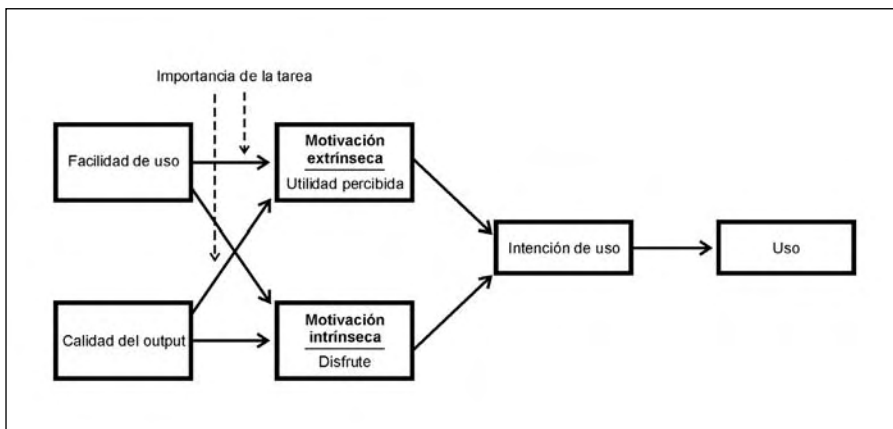 Importancia de la tarea
Facilidad de uso
Motivación
extrínseca
Utilidad percibida
Intención de uso
Uso
Calidad del output
Motivación
intrínseca
Disfrute